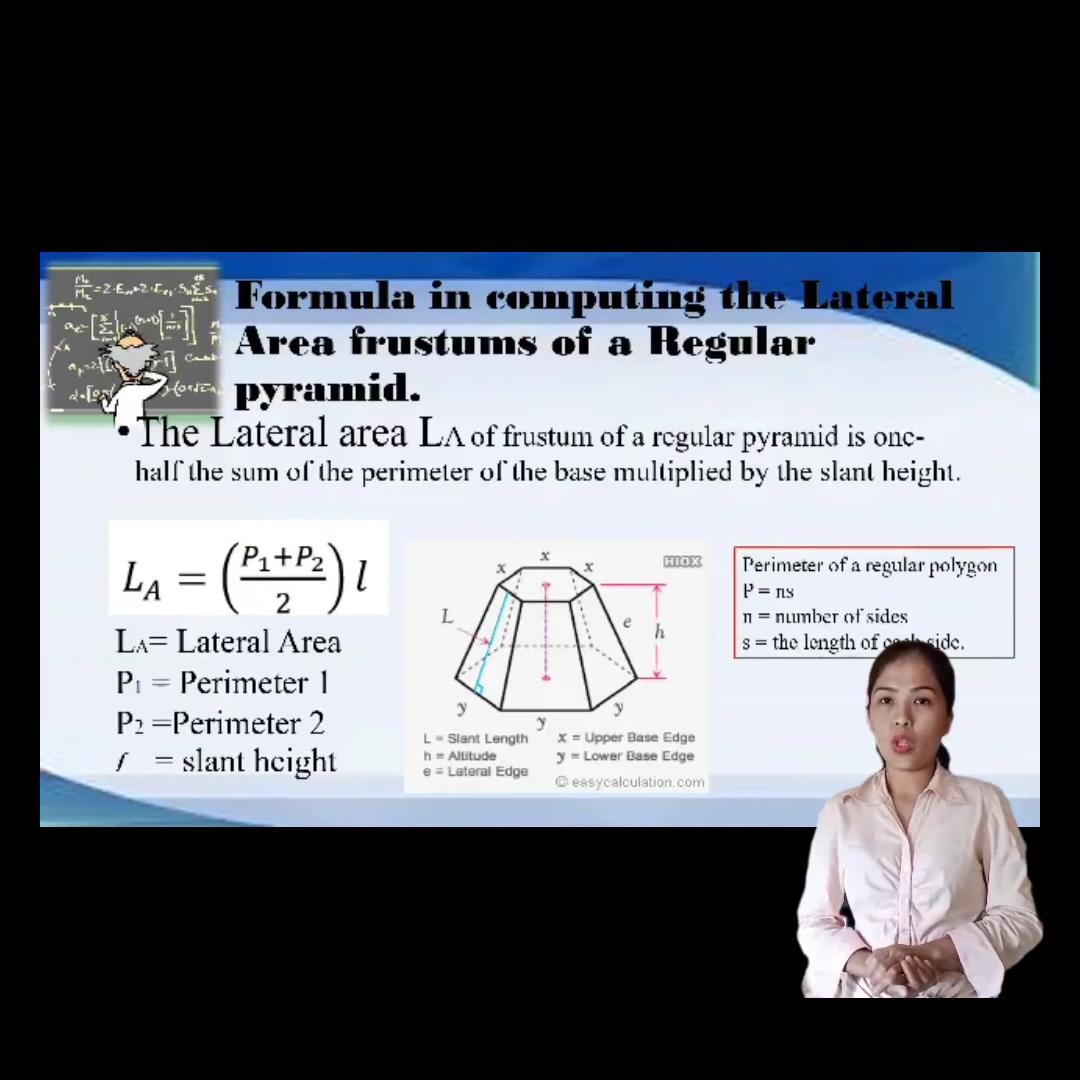 Formula in computing the Lateral
Area frustums of a Regular
pyramid.
• The Lateral area LA of frustum of a regular pyramid is one-
half the sum of the perimeter of the base multiplied by the slant height.
L_A = ((P₁+P₂)/2) l
LA= Lateral Area
P1 = Perimeter 1
P2 =Perimeter 2
ℓ = slant height
HIOX
x
x
x
L
e
h
y
y
y
L = Slant Length
x = Upper Base Edge
h = Altitude
y = Lower Base Edge
e = Lateral Edge
© easycalculation.com
Perimeter of a regular polygon
P = ns
n = number of sides
s = the length of each side.